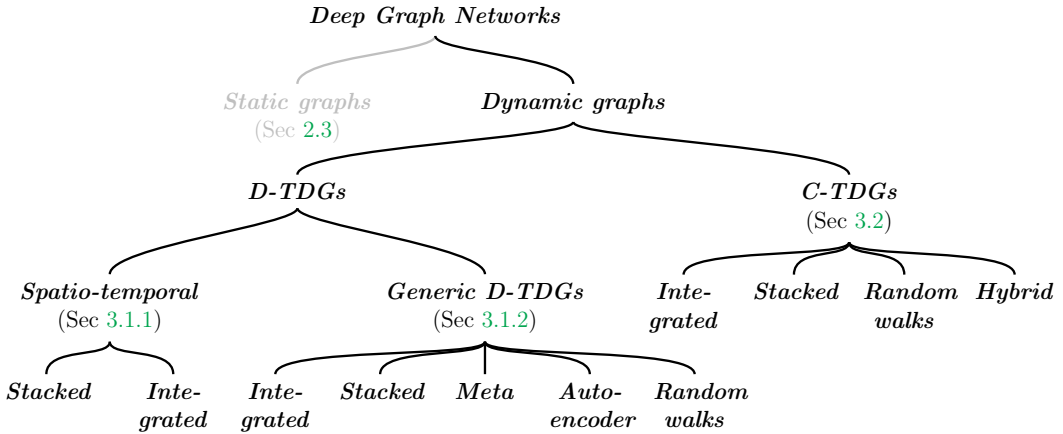 Deep Graph Networks
Static graphs
(Sec 2.3)
Dynamic graphs
D-TDGs
C-TDGs
(Sec 3.2)
Spatio-temporal
(Sec 3.1.1)
Generic D-TDGs
(Sec 3.1.2)
Inte-
grated
Stacked
Random
walks
Hybrid
Stacked
Inte-
grated
Inte-
grated
Stacked
Meta
Auto-
encoder
Random
walks